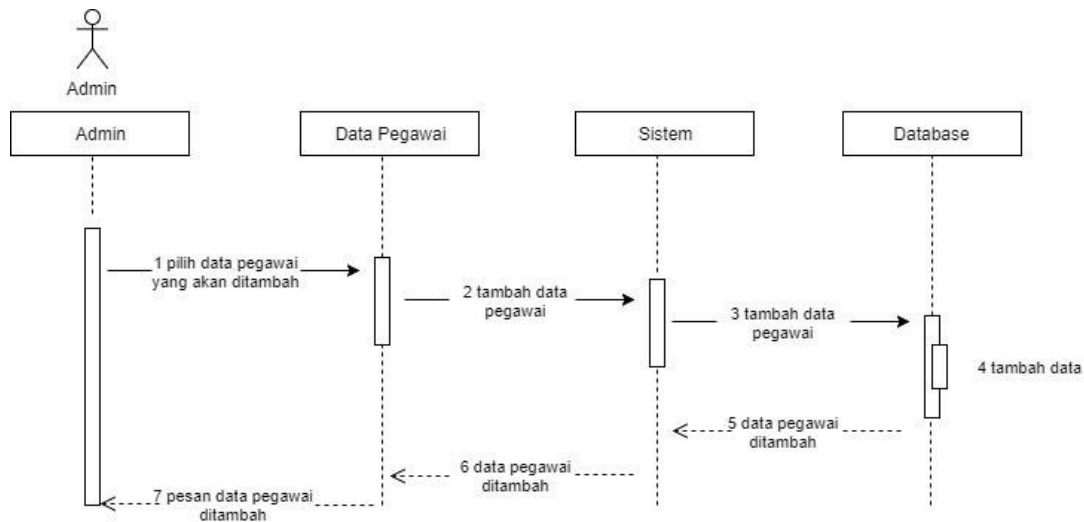 Admin
Admin
Data Pegawai
Sistem
Database
1 pilih data pegawai
yang akan ditambah
2 tambah data
pegawai
3 tambah data
pegawai
4 tambah data
5 data pegawai
ditambah
6 data pegawai
ditambah
7 pesan data pegawai
ditambah